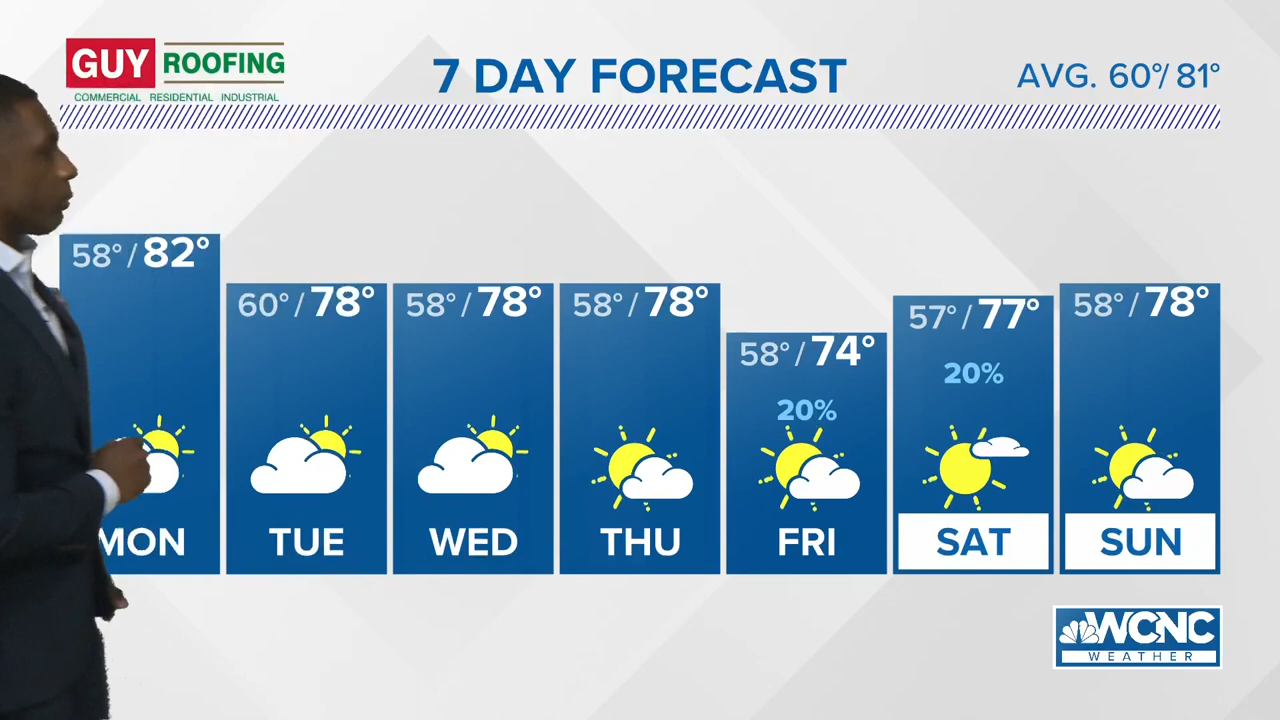 GUY ROOFING
COMMERCIAL RESIDENTIAL INDUSTRIAL
7 DAY FORECAST
AVG. 60°/81°
58°/82°
MON
60°/78°
TUE
58°/78°
WED
58°/78°
THU
58°/74°
20%
FRI
57°/77°
20%
SAT
58°/78°
SUN
WCNC
WEATHER